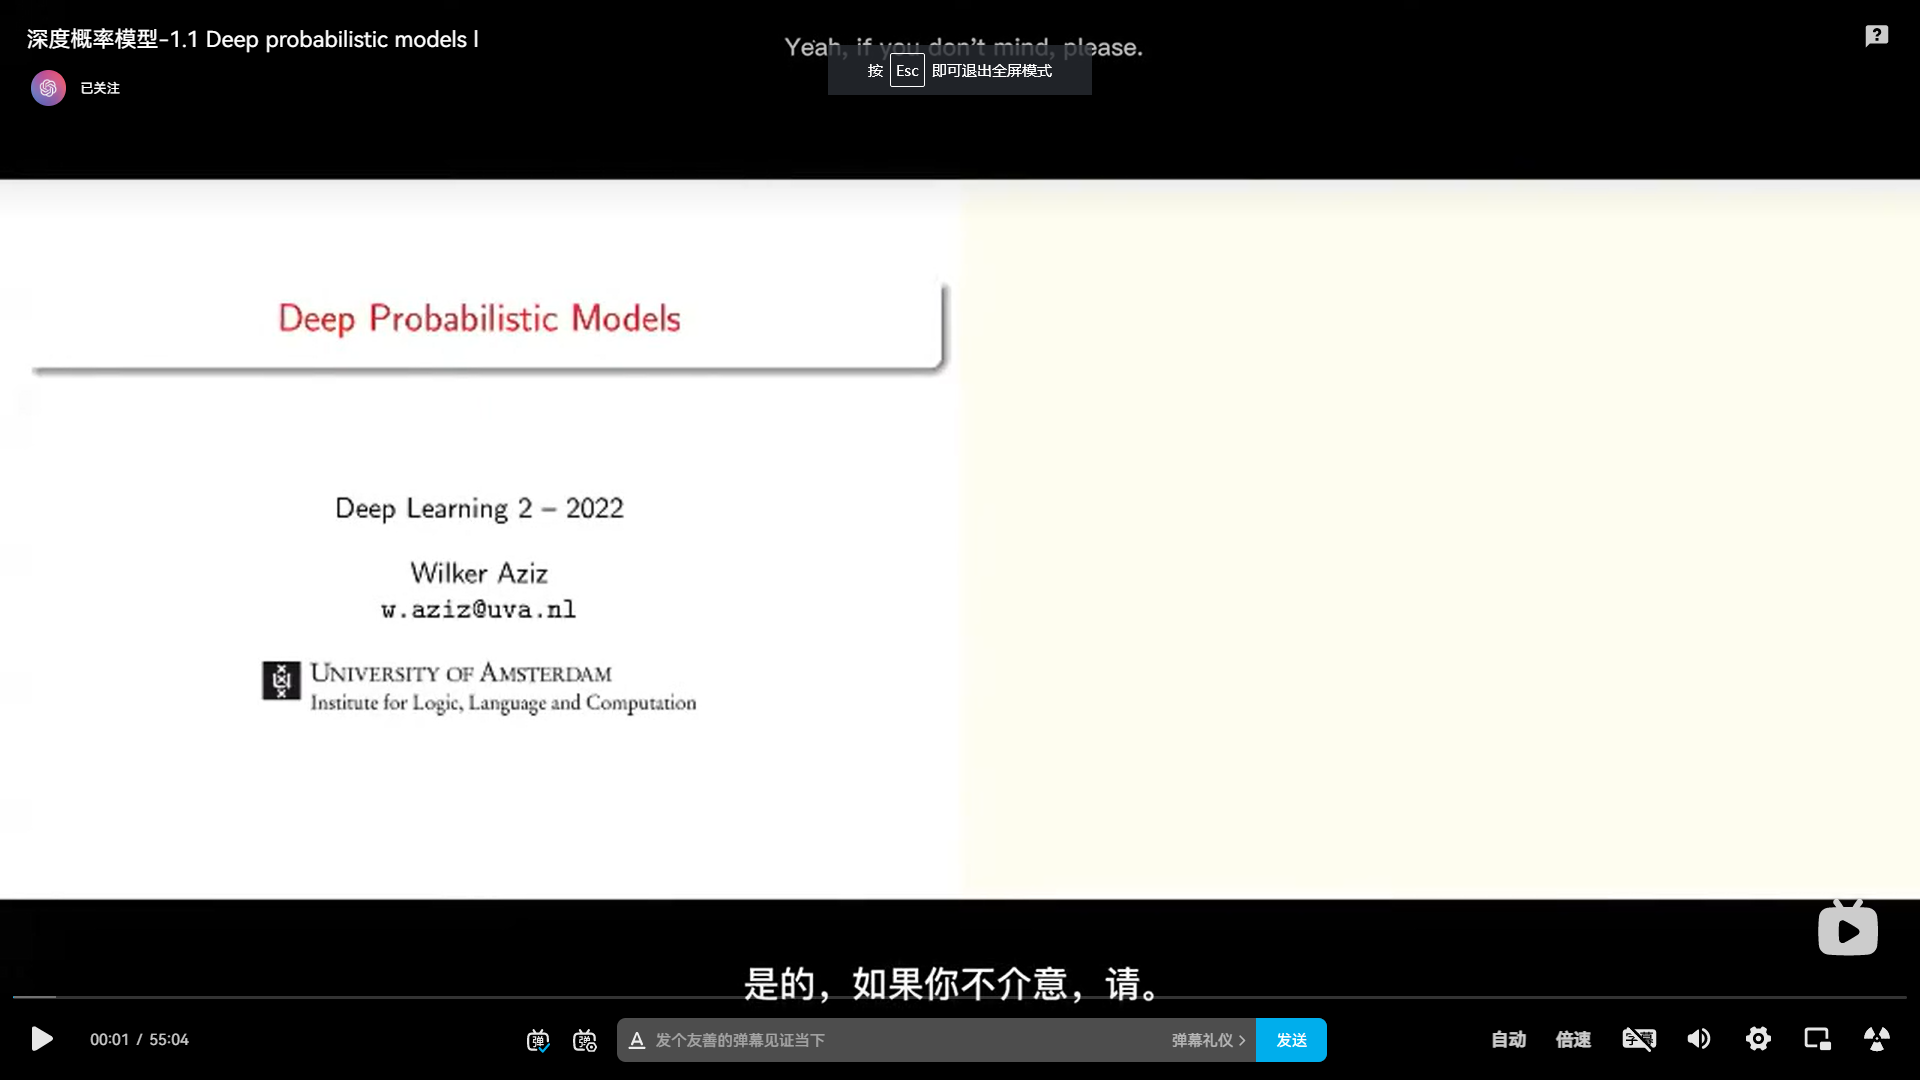 深度概率模型-1.1 Deep probabilistic models l
已关注
Yeah, if you don't mind, please.
按 Esc 即可退出全屏模式
Deep Probabilistic Models
Deep Learning 2 – 2022
Wilker Aziz
w.aziz@uva.nl
UNIVERSITY OF AMSTERDAM
Institute for Logic, Language and Computation
是的，如果你不介意，请。
00:01 / 55:04
弹
弹
A 发个友善的弹幕见证当下
弹幕礼仪 >
发送
自动
倍速
字幕